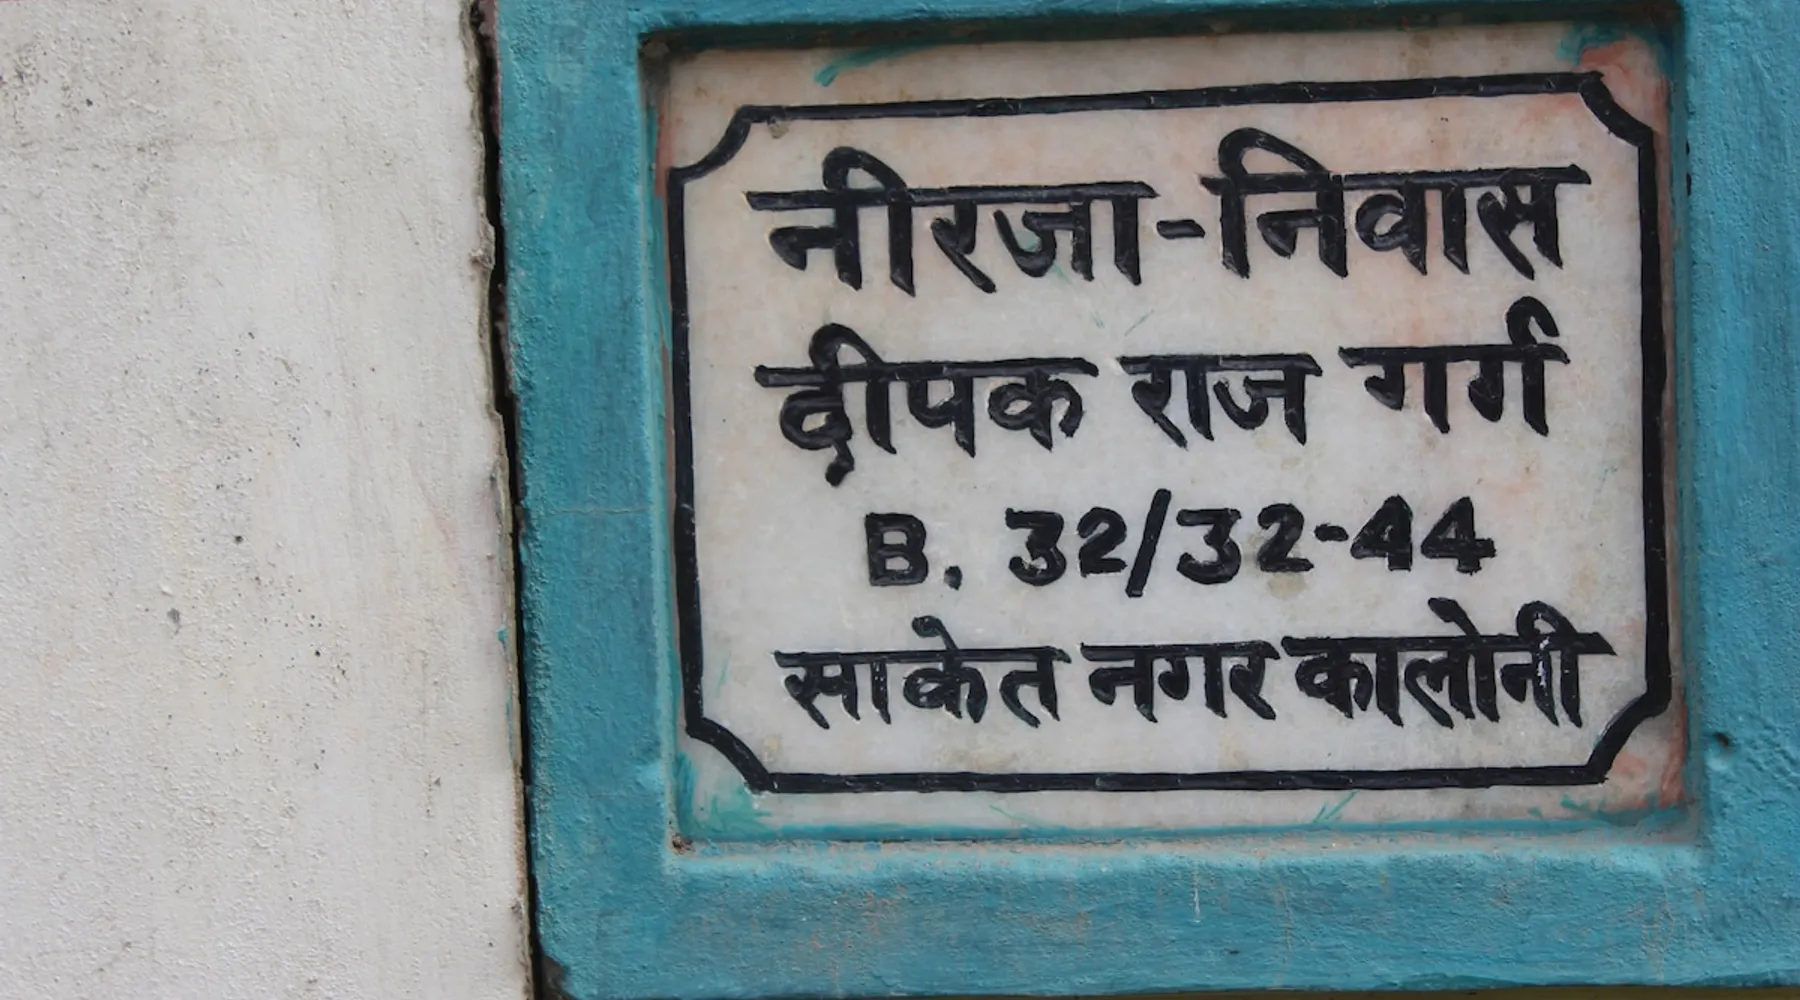 नीरजा-निवास
दीपक राज गर्ग
B. 32/32-44
साकेत नगर कालोनी